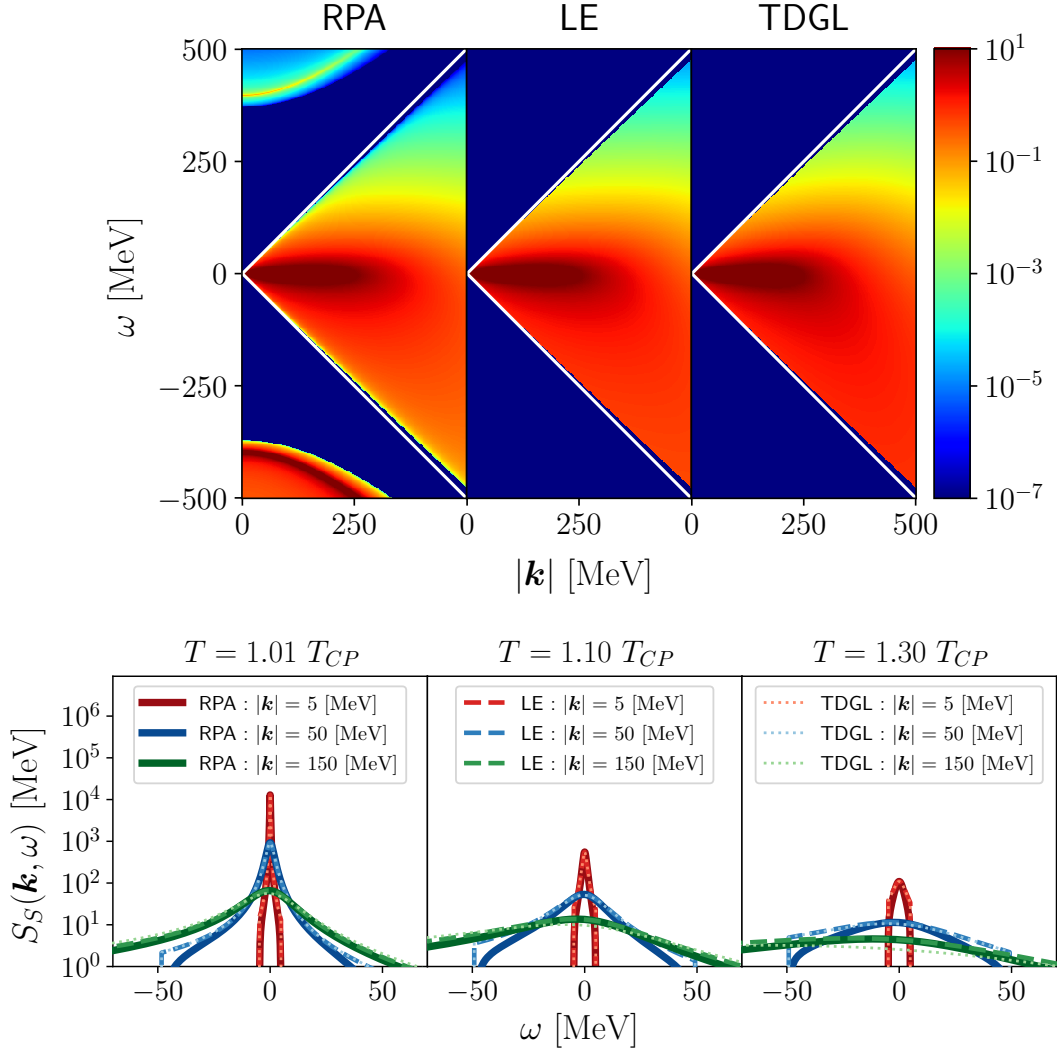 RPA LE TDGL
500
250
0
−250
−500
ω [MeV]
0 250 0 250 0 250 500
|k| [MeV]
10^1
10^−1
10^−3
10^−5
10^−7
T = 1.01 T_CP T = 1.10 T_CP T = 1.30 T_CP
S_S(k, ω) [MeV]
10^6
10^5
10^4
10^3
10^2
10^1
10^0
RPA : |k| = 5 [MeV]
RPA : |k| = 50 [MeV]
RPA : |k| = 150 [MeV]
LE : |k| = 5 [MeV]
LE : |k| = 50 [MeV]
LE : |k| = 150 [MeV]
TDGL : |k| = 5 [MeV]
TDGL : |k| = 50 [MeV]
TDGL : |k| = 150 [MeV]
−50 0 50 −50 0 50 −50 0 50
ω [MeV]